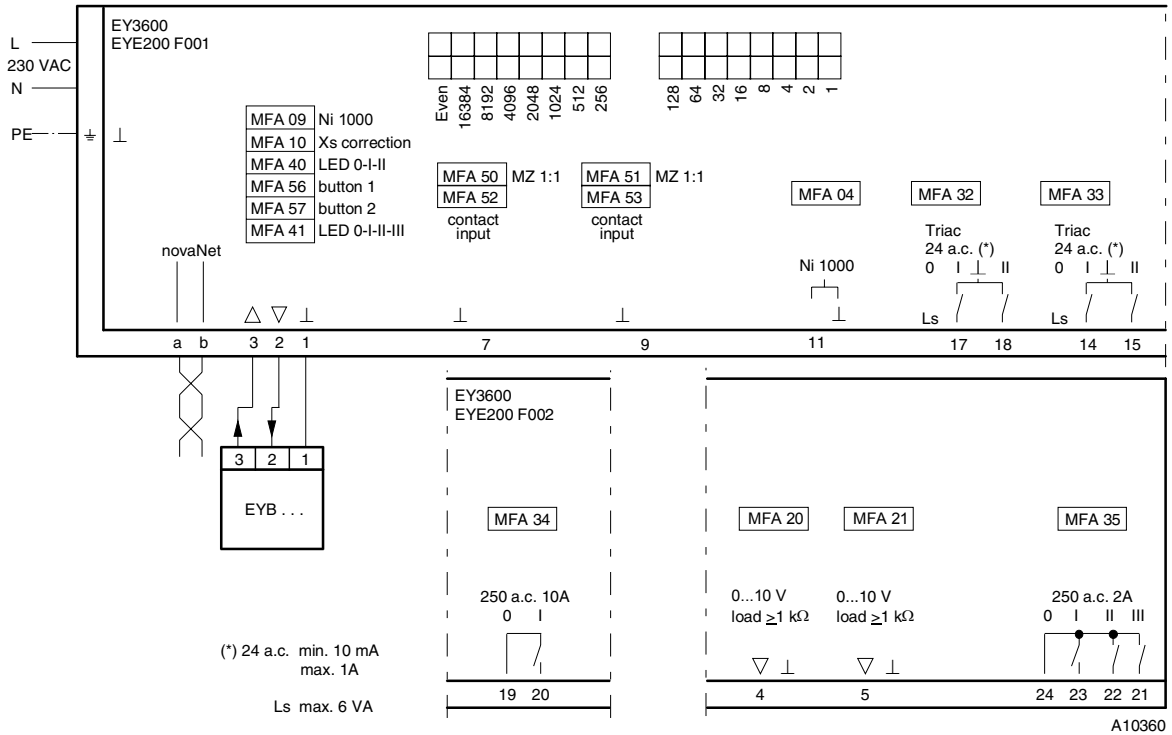 EY3600
EYE200 F001
L
230 VAC
N
PE
Even 16384 8192 4096 2048 1024 512 256
128 64 32 16 8 4 2 1
MFA 09 Ni 1000
MFA 10 Xs correction
MFA 40 LED 0-I-II
MFA 56 button 1
MFA 57 button 2
MFA 41 LED 0-I-II-III
MFA 50 MZ 1:1
MFA 52
contact
input
MFA 51 MZ 1:1
MFA 53
contact
input
MFA 04
Ni 1000
MFA 32
Triac
24 a.c. (*)
0 I ⊥ II
Ls
MFA 33
Triac
24 a.c. (*)
0 I ⊥ II
Ls
novaNet
a b 3 2 1 7 9 11 17 18 14 15
3 2 1
EYB . . .
EY3600
EYE200 F002
MFA 34
250 a.c. 10A
0 I
19 20
MFA 20
0...10 V
load ≥1 kΩ
4
MFA 21
0...10 V
load ≥1 kΩ
5
MFA 35
250 a.c. 2A
0 I II III
24 23 22 21
(*) 24 a.c. min. 10 mA
max. 1A
Ls max. 6 VA
A10360